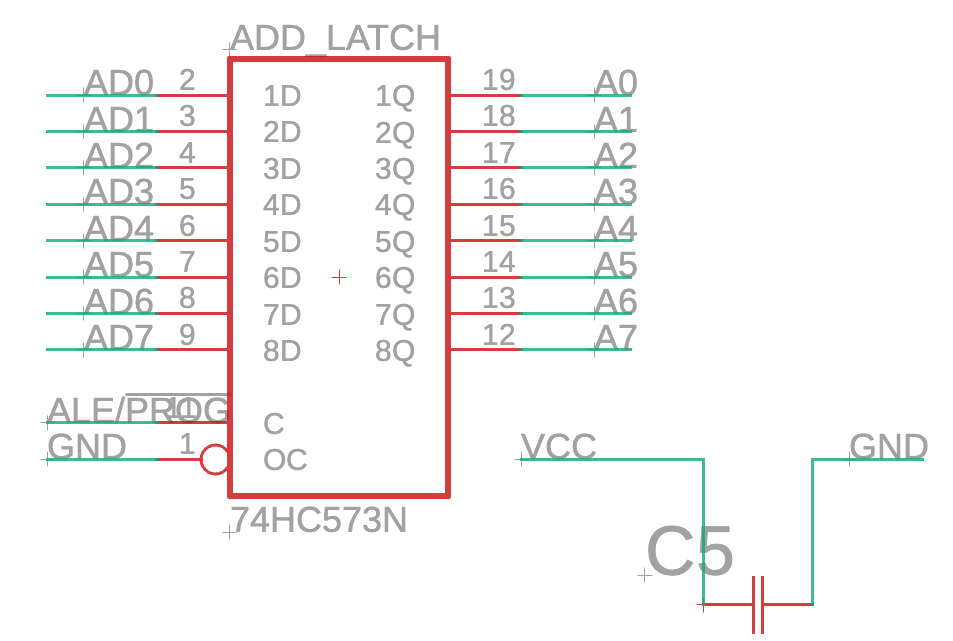 ADD_LATCH
AD0 2 1D 1Q 19 A0
AD1 3 2D 2Q 18 A1
AD2 4 3D 3Q 17 A2
AD3 5 4D 4Q 16 A3
AD4 6 5D 5Q 15 A4
AD5 7 6D 6Q 14 A5
AD6 8 7D 7Q 13 A6
AD7 9 8D 8Q 12 A7
ALE/PROG 11 C
GND 1 OC VCC GND
74HC573N
C5